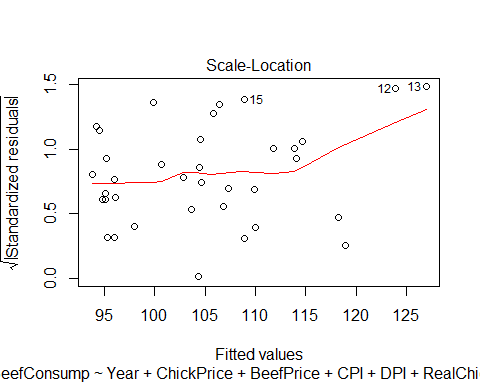 Scale-Location
√|Standardized residuals|
1.5
1.0
0.5
0.0
12
13
15
95 100 105 110 115 120 125
Fitted values
eefConsump ~ Year + ChickPrice + BeefPrice + CPI + DPI + RealChi